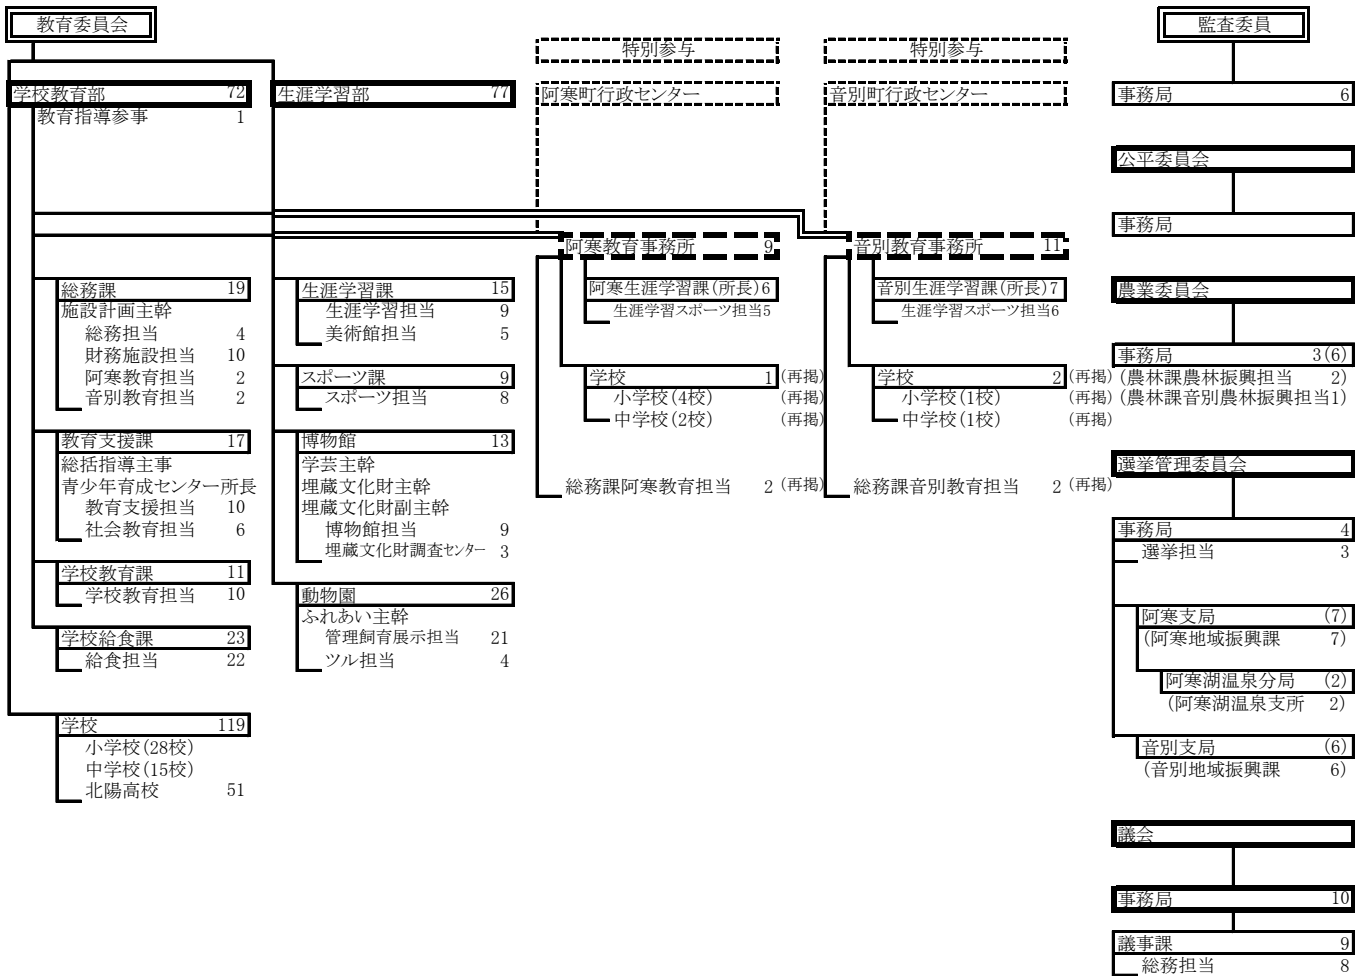 教育委員会
学校教育部 72
教育指導参事 1
総務課 19
施設計画主幹
総務担当 4
財務施設担当 10
阿寒教育担当 2
音別教育担当 2
教育支援課 17
総括指導主事
青少年育成センター所長
教育支援担当 10
社会教育担当 6
学校教育課 11
学校教育担当 10
学校給食課 23
給食担当 22
学校 119
小学校(28校)
中学校(15校)
北陽高校 51
生涯学習部 77
生涯学習課 15
生涯学習担当 9
美術館担当 5
スポーツ課 9
スポーツ担当 8
博物館 13
学芸主幹
埋蔵文化財主幹
埋蔵文化財副主幹
博物館担当 9
埋蔵文化財調査センター 3
動物園 26
ふれあい主幹
管理飼育展示担当 21
ツル担当 4
特別参与
阿寒町行政センター
阿寒教育事務所 9
阿寒生涯学習課(所長)6
生涯学習スポーツ担当5
学校 1 (再掲)
小学校(4校) (再掲)
中学校(2校) (再掲)
総務課阿寒教育担当 2 (再掲)
特別参与
音別町行政センター
音別教育事務所 11
音別生涯学習課(所長)7
生涯学習スポーツ担当6
学校 2 (再掲)
小学校(1校) (再掲)
中学校(1校) (再掲)
総務課音別教育担当 2 (再掲)
監査委員
事務局 6
公平委員会
事務局
農業委員会
事務局 3(6)
(農林課農林振興担当 2)
(農林課音別農林振興担当1)
選挙管理委員会
事務局 4
選挙担当 3
阿寒支局 (7)
(阿寒地域振興課 7)
阿寒湖温泉分局 (2)
(阿寒湖温泉支所 2)
音別支局 (6)
(音別地域振興課 6)
議会
事務局 10
議事課 9
総務担当 8